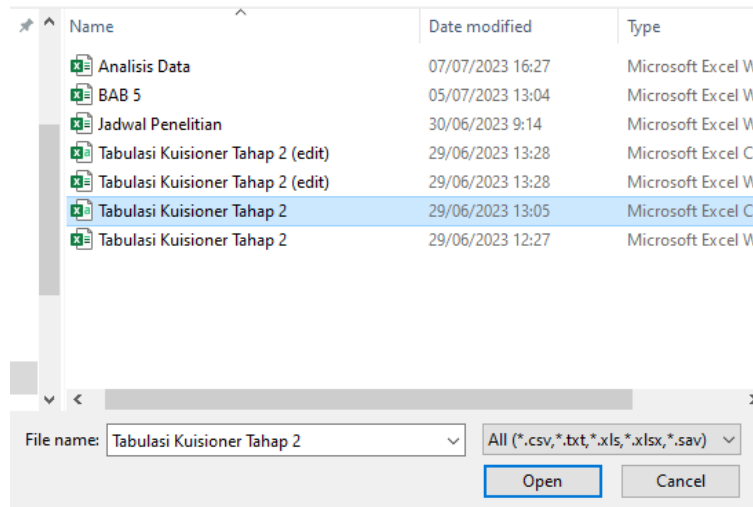 Name Date modified Type
Analisis Data 07/07/2023 16:27 Microsoft Excel W
BAB 5 05/07/2023 13:04 Microsoft Excel W
Jadwal Penelitian 30/06/2023 9:14 Microsoft Excel W
Tabulasi Kuisioner Tahap 2 (edit) 29/06/2023 13:28 Microsoft Excel C
Tabulasi Kuisioner Tahap 2 (edit) 29/06/2023 13:28 Microsoft Excel W
Tabulasi Kuisioner Tahap 2 29/06/2023 13:05 Microsoft Excel C
Tabulasi Kuisioner Tahap 2 29/06/2023 12:27 Microsoft Excel W
File name: Tabulasi Kuisioner Tahap 2 All (*.csv,*.txt,*.xls,*.xlsx,*.sav)
Open Cancel